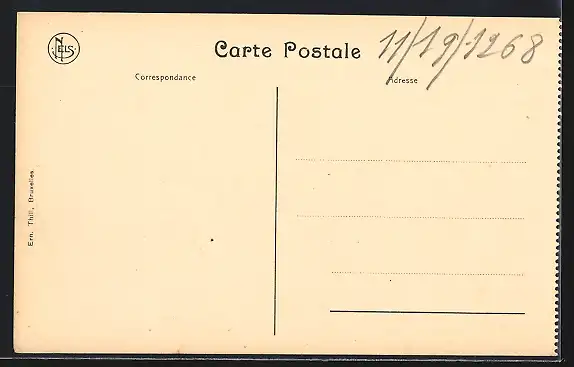 NELS
Carte Postale
11/19/1268
Correspondance
Adresse
Ern. Thill, Bruxelles.